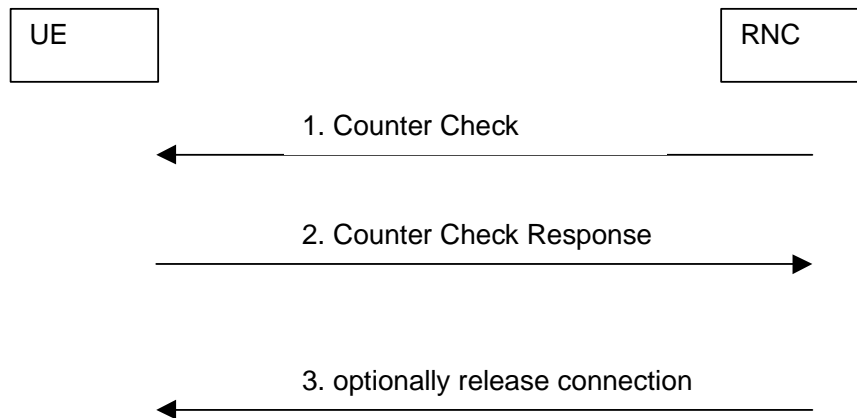 UE
RNC
1. Counter Check
2. Counter Check Response
3. optionally release connection